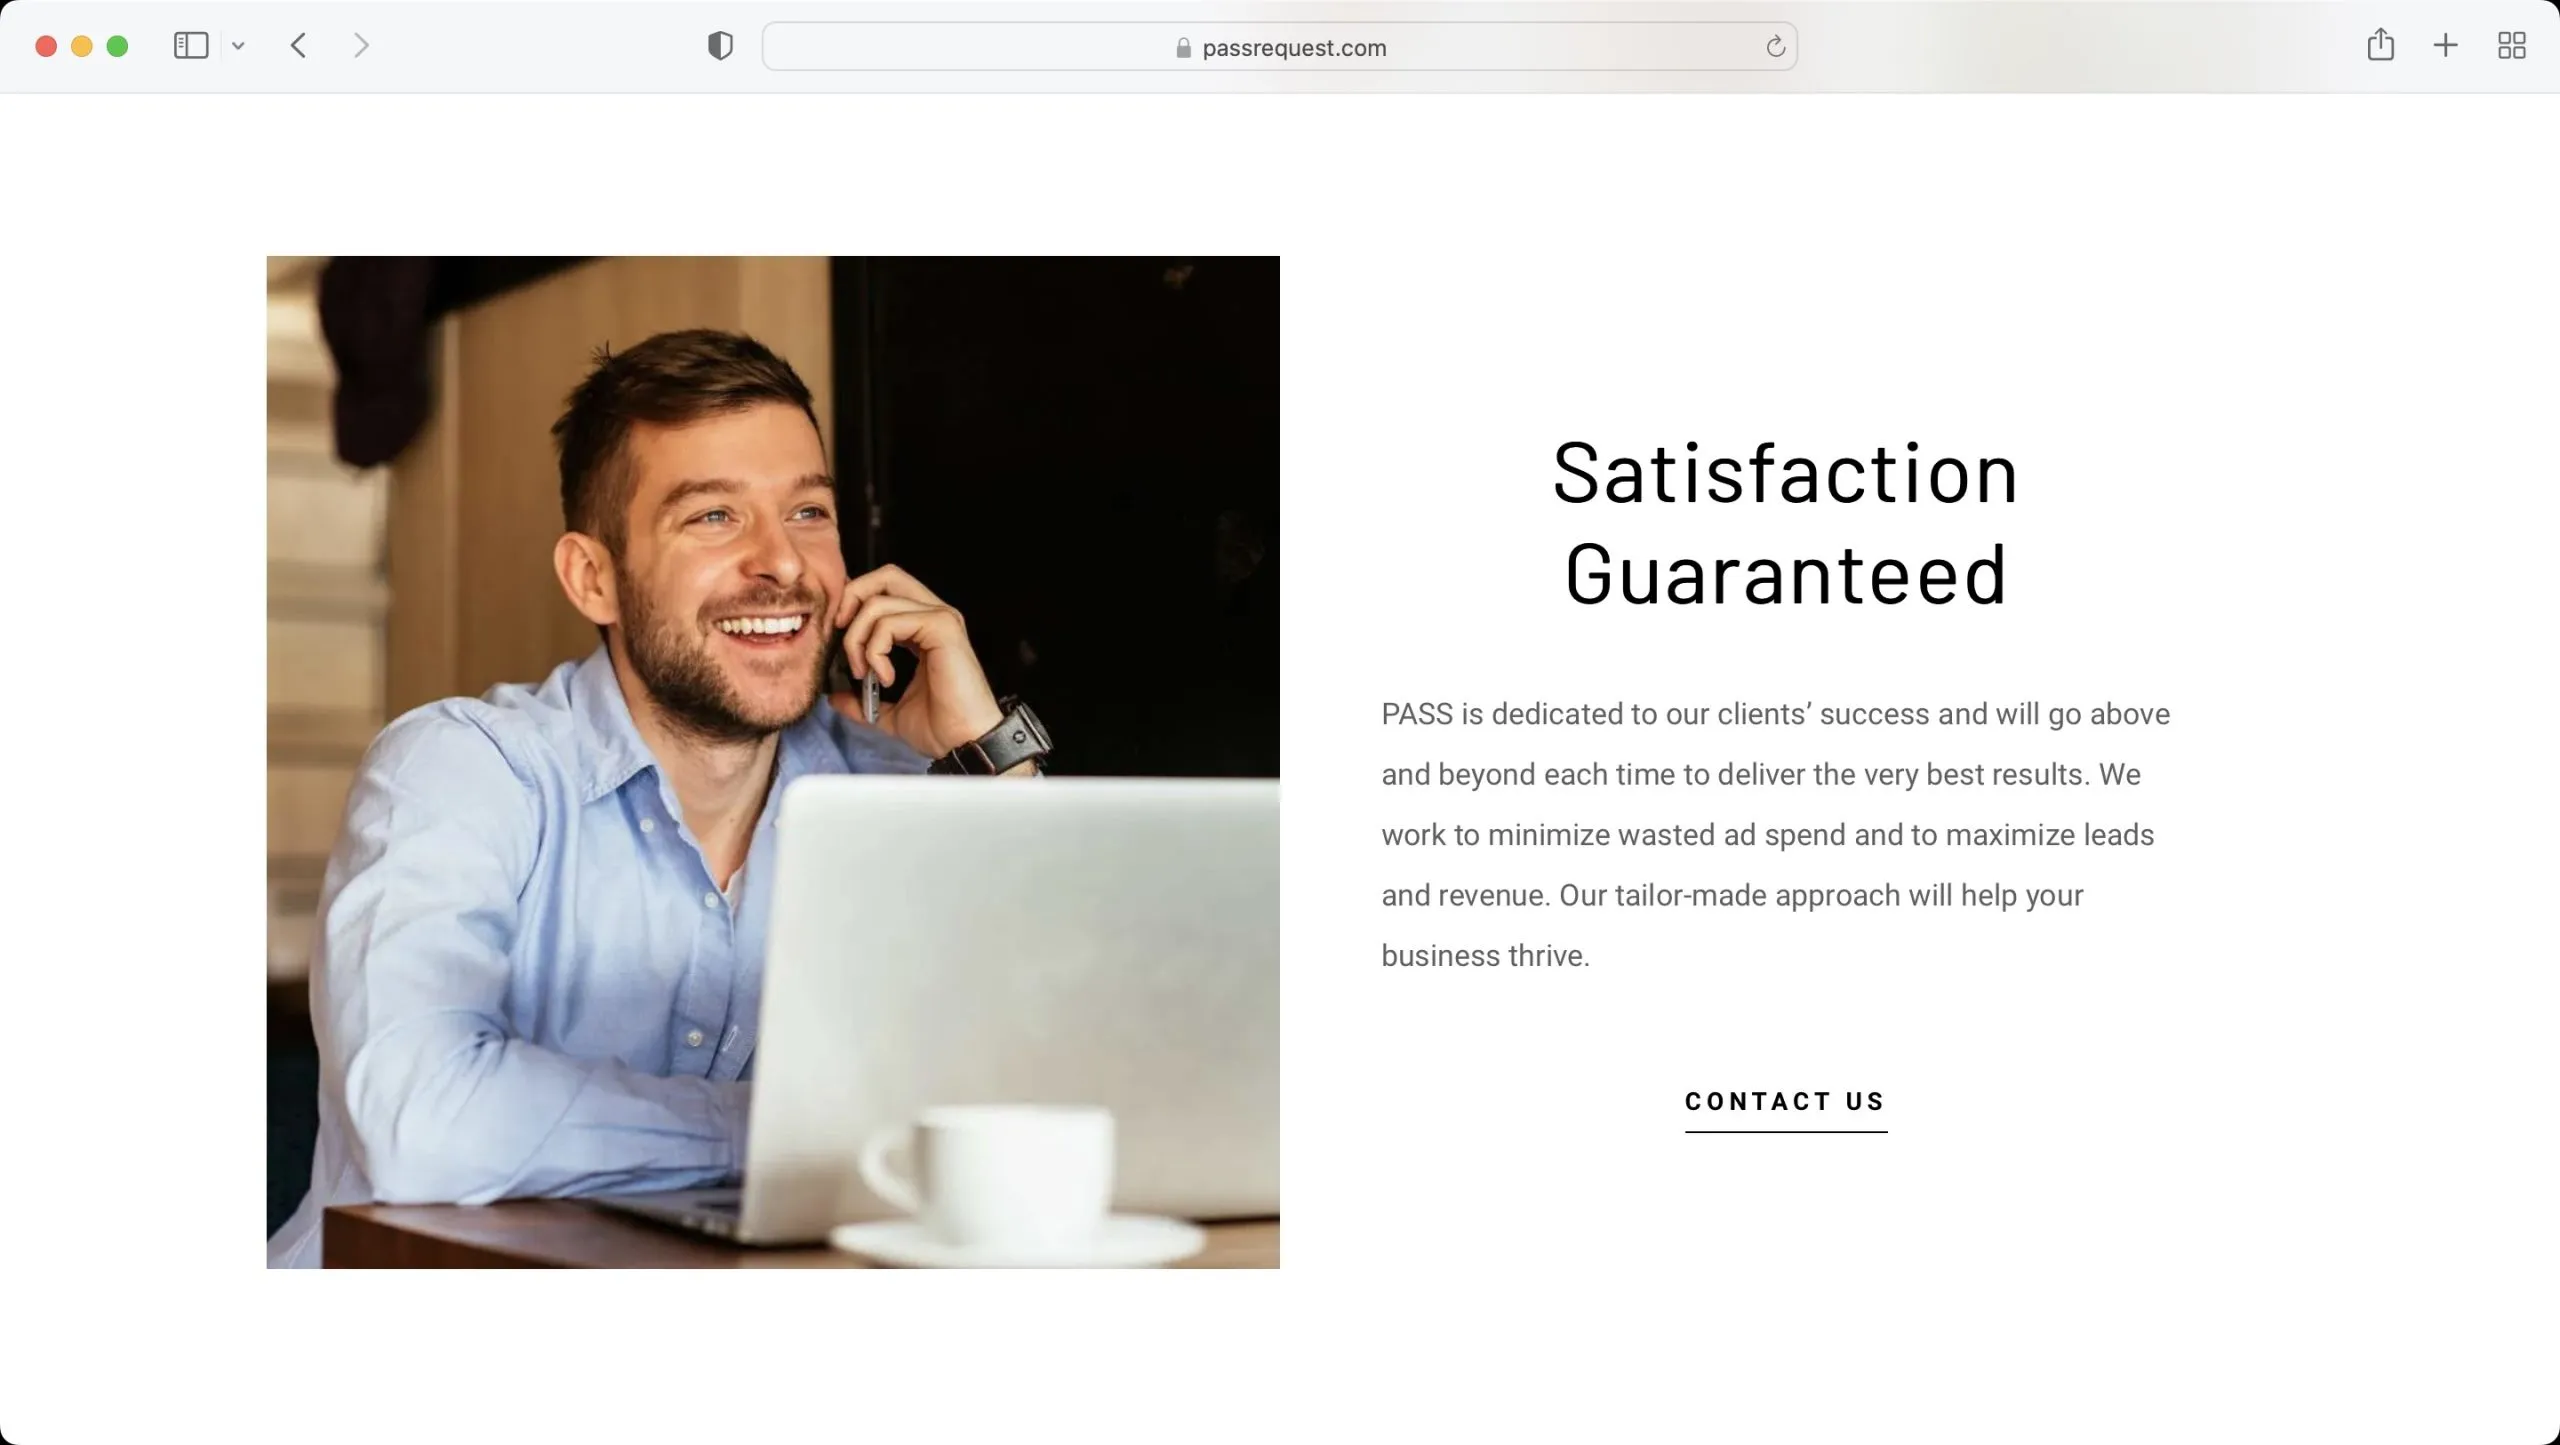 passrequest.com
Satisfaction
Guaranteed
PASS is dedicated to our clients’ success and will go above
and beyond each time to deliver the very best results. We
work to minimize wasted ad spend and to maximize leads
and revenue. Our tailor-made approach will help your
business thrive.
CONTACT US